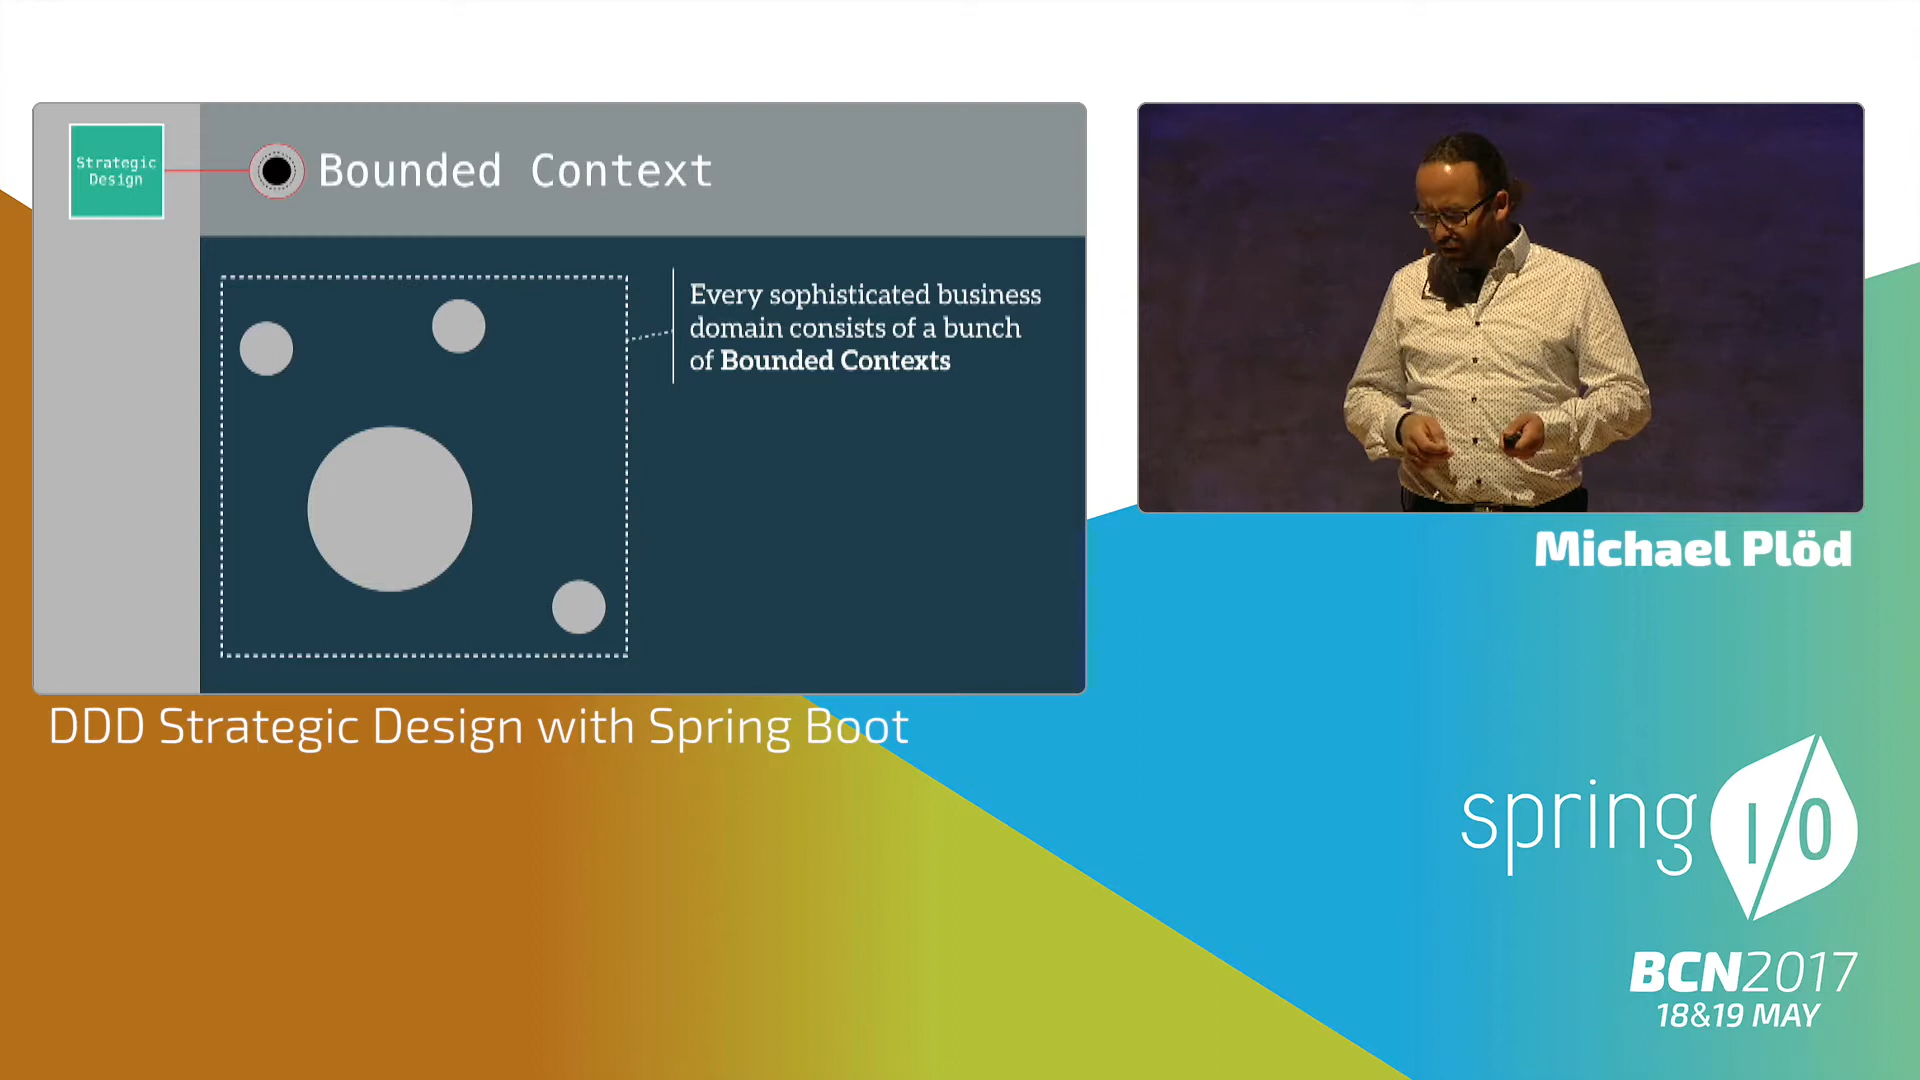 Strategic
Design
Bounded Context
Every sophisticated business
domain consists of a bunch
of Bounded Contexts
Michael Plöd
DDD Strategic Design with Spring Boot
spring I/O
BCN2017
18&19 MAY